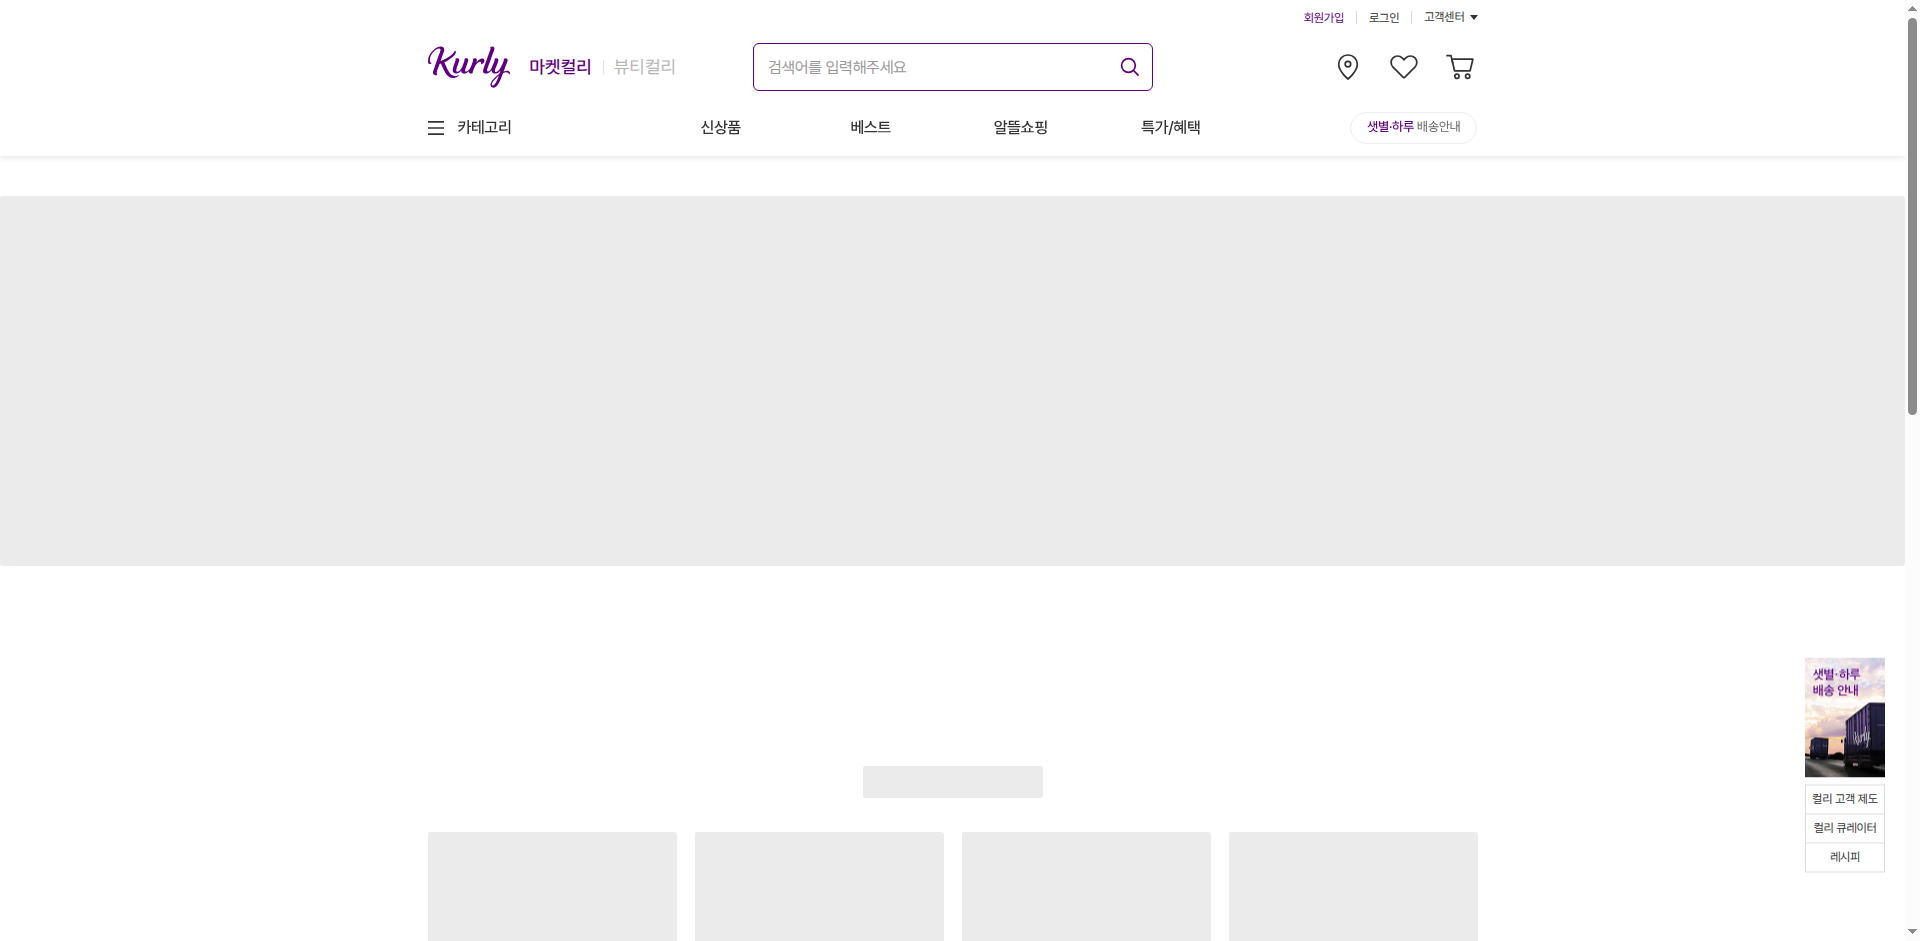 회원가입
로그인
고객센터
Kurly
마켓컬리
뷰티컬리
검색어를 입력해주세요
카테고리
신상품
베스트
알뜰쇼핑
특가/혜택
샛별·하루 배송안내
샛별·하루
배송 안내
Kurly
컬리 고객 제도
컬리 큐레이터
레시피